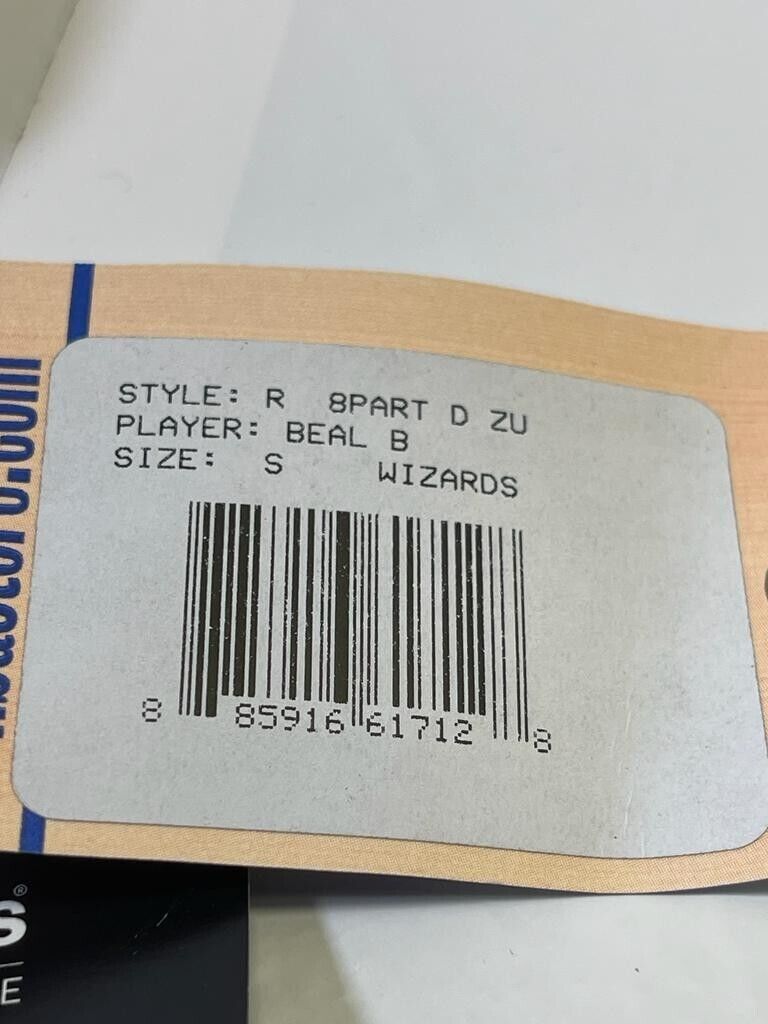 STYLE: R 8PART D ZU
PLAYER: BEAL B
SIZE: S WIZARDS
8 85916 61712 8
S®
E